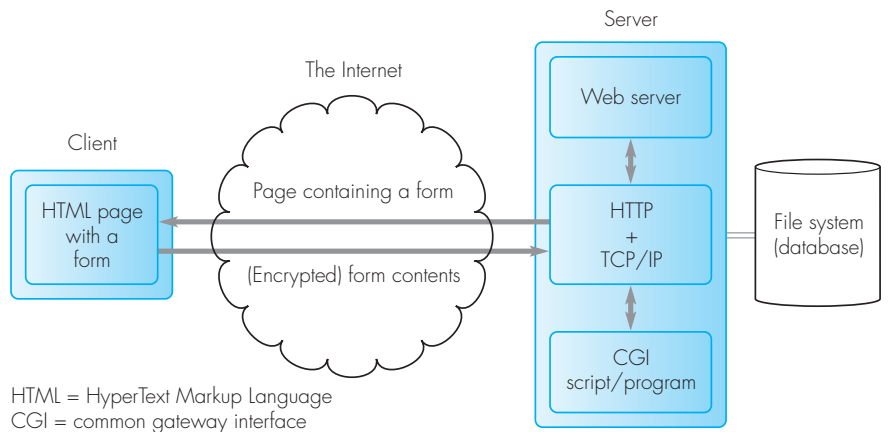 Server
The Internet
Web server
Client
Page containing a form
HTML page
with a
form
HTTP
+
TCP/IP
File system
(database)
(Encrypted) form contents
CGI
script/program
HTML = HyperText Markup Language
CGI = common gateway interface